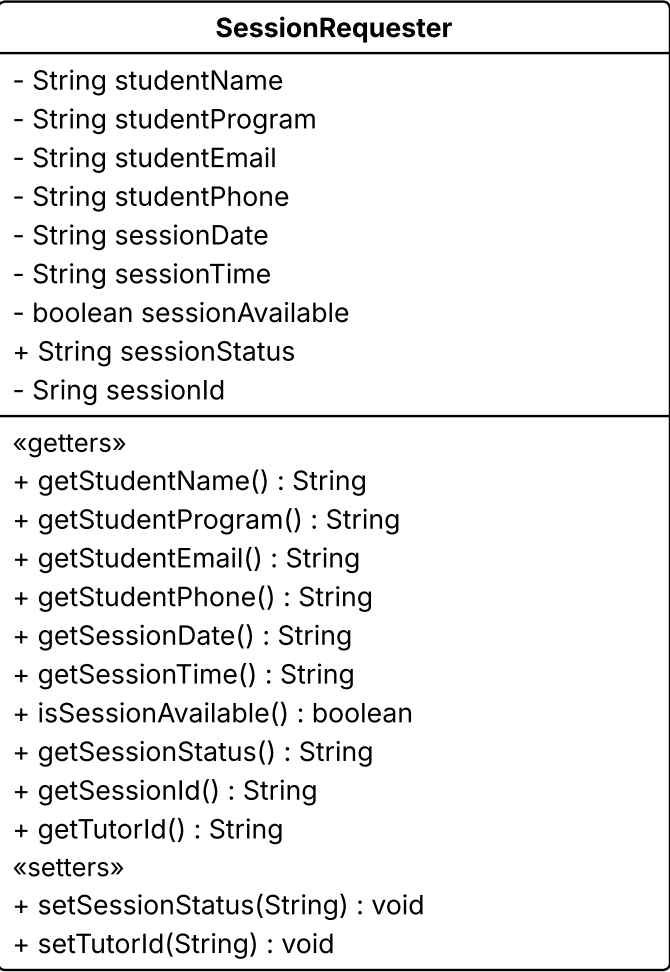 SessionRequester
- String studentName
- String studentProgram
- String studentEmail
- String studentPhone
- String sessionDate
- String sessionTime
- boolean sessionAvailable
+ String sessionStatus
- Sring sessionId
«getters»
+ getStudentName() : String
+ getStudentProgram() : String
+ getStudentEmail() : String
+ getStudentPhone() : String
+ getSessionDate() : String
+ getSessionTime() : String
+ isSessionAvailable() : boolean
+ getSessionStatus() : String
+ getSessionId() : String
+ getTutorId() : String
«setters»
+ setSessionStatus(String) : void
+ setTutorId(String) : void